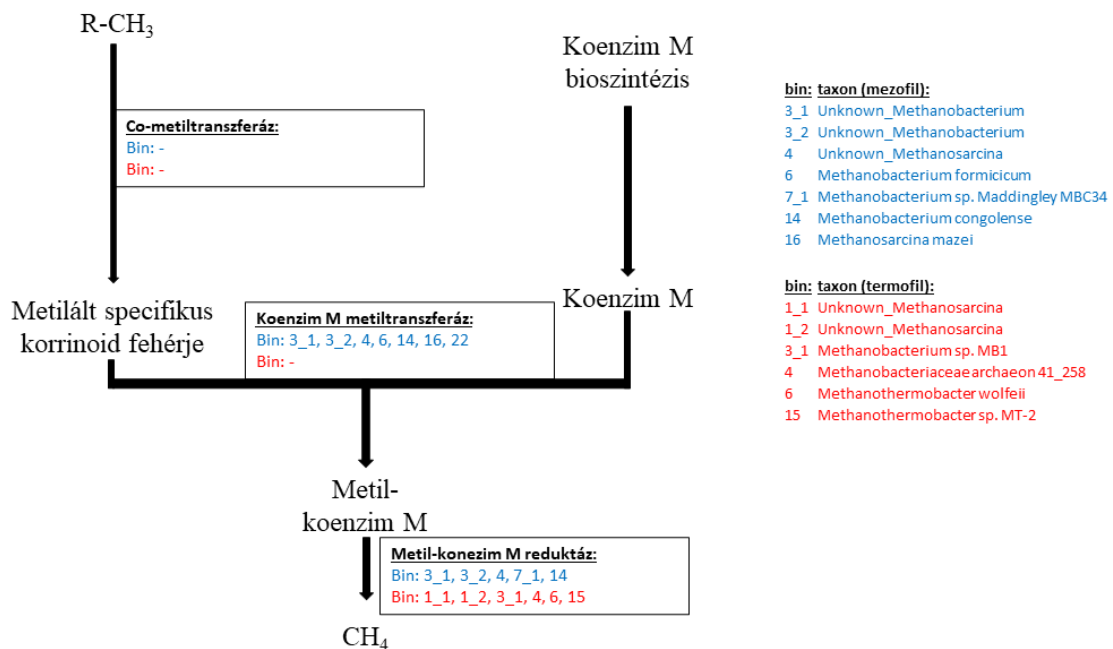 R-CH₃
Koenzim M
bioszintézis
Co-metiltranszferáz:
Bin: -
Bin: -
Metilált specifikus
korrinoid fehérje
Koenzim M metiltranszferáz:
Bin: 3_1, 3_2, 4, 6, 14, 16, 22
Bin: -
Koenzim M
Metil-
koenzim M
Metil-konezim M reduktáz:
Bin: 3_1, 3_2, 4, 7_1, 14
Bin: 1_1, 1_2, 3_1, 4, 6, 15
CH₄
bin: taxon (mezofil):
3_1 Unknown_Methanobacterium
3_2 Unknown_Methanobacterium
4 Unknown_Methanosarcina
6 Methanobacterium formicicum
7_1 Methanobacterium sp. Maddingley MBC34
14 Methanobacterium congolense
16 Methanosarcina mazei
bin: taxon (termofil):
1_1 Unknown_Methanosarcina
1_2 Unknown_Methanosarcina
3_1 Methanobacterium sp. MB1
4 Methanobacteriaceae archaeon 41_258
6 Methanothermobacter wolfeii
15 Methanothermobacter sp. MT-2